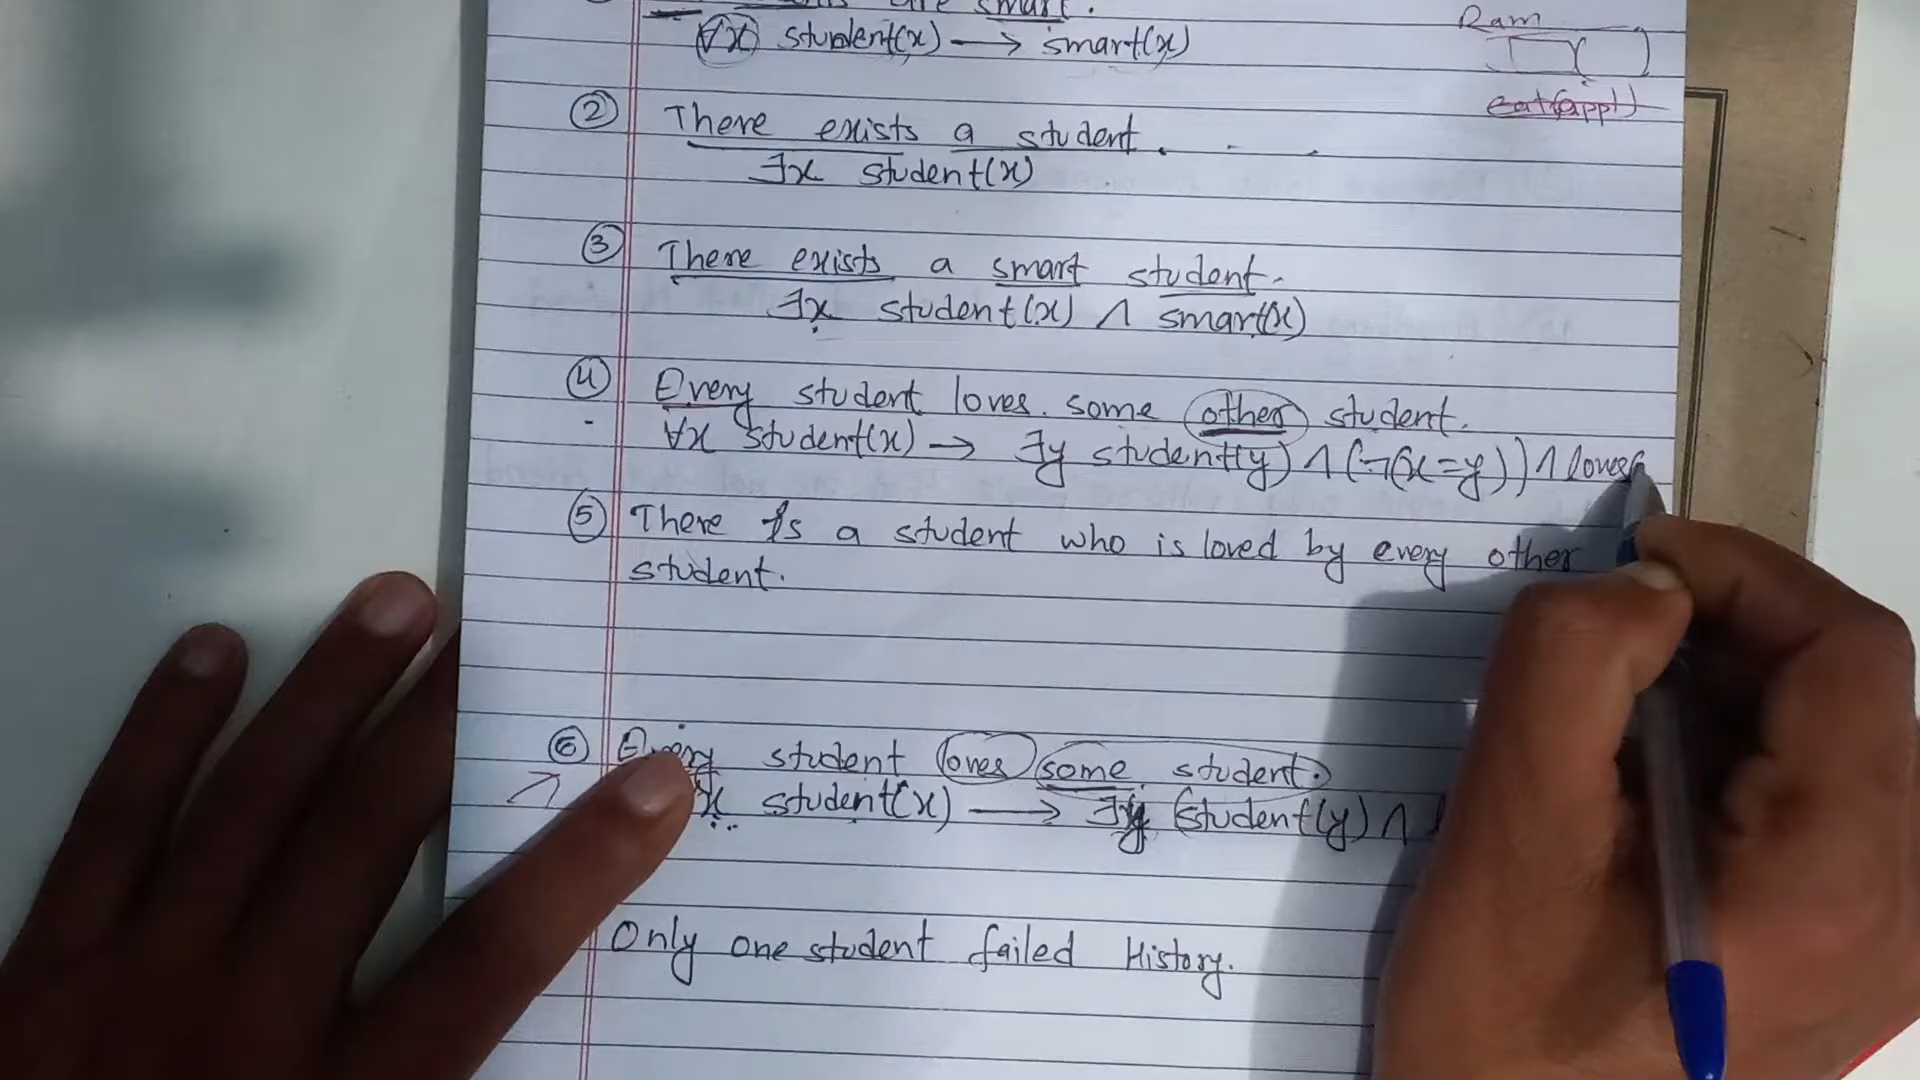 are smart.
Ram
∀x student(x) → smart(x)
② There exists a student.
∃x student(x)
③ There exists a smart student.
∃x student(x) ∧ smart(x)
④ Every student loves some other student.
∀x student(x) → ∃y student(y) ∧ (¬(x=y)) ∧ loves
⑤ There is a student who is loved by every other
student.
⑥ Every student loves some student.
x student(x) → ∃y (student(y) ∧
Only one student failed History.